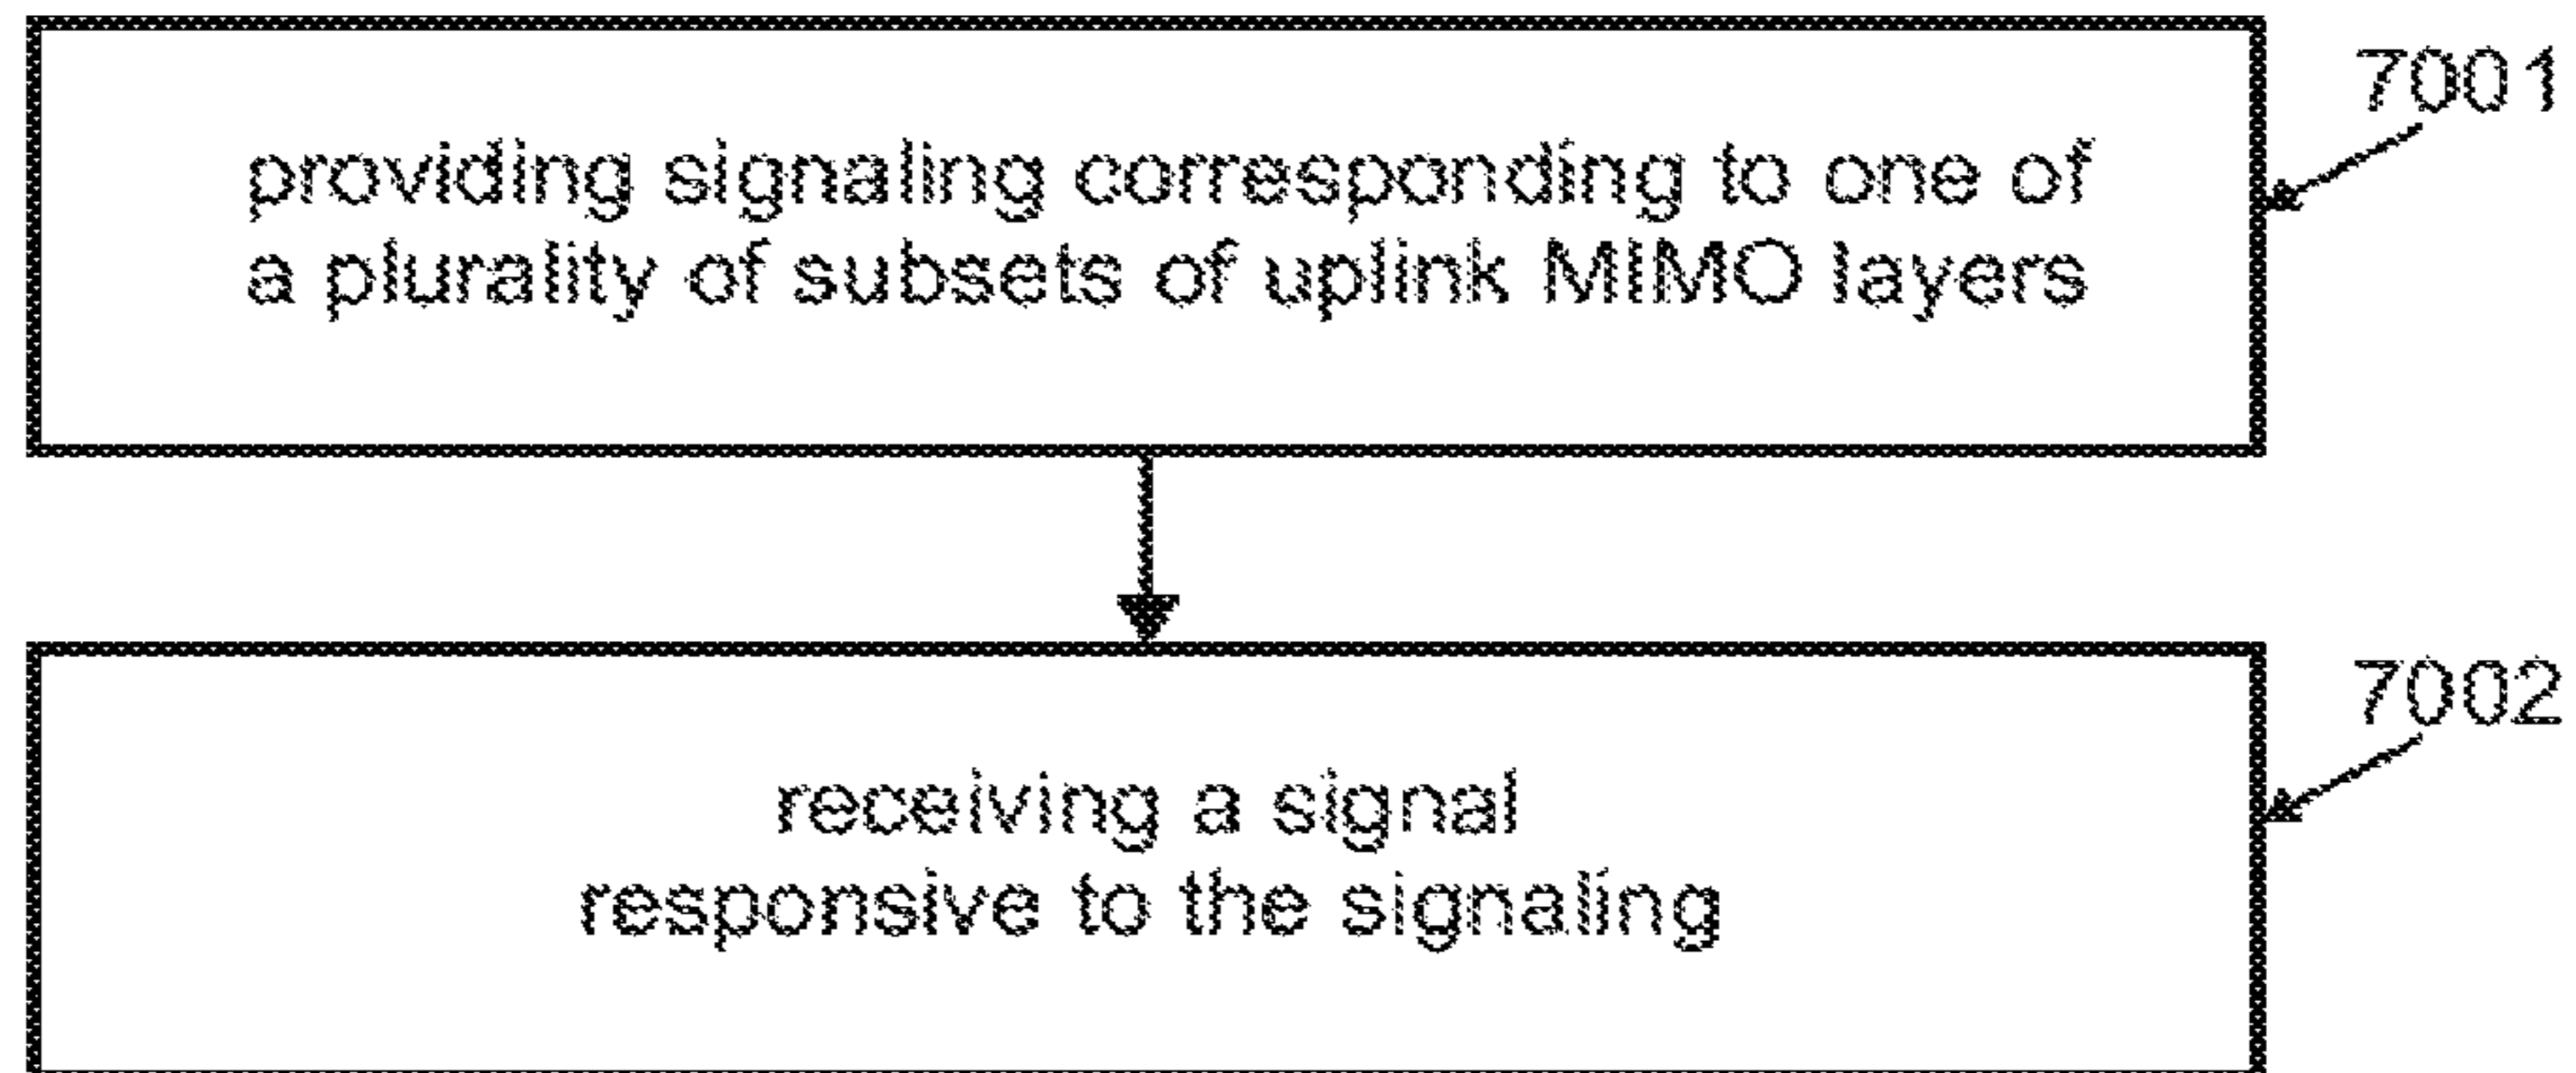 providing signaling corresponding to one of
a plurality of subsets of uplink MIMO layers
7001
receiving a signal
responsive to the signaling
7002